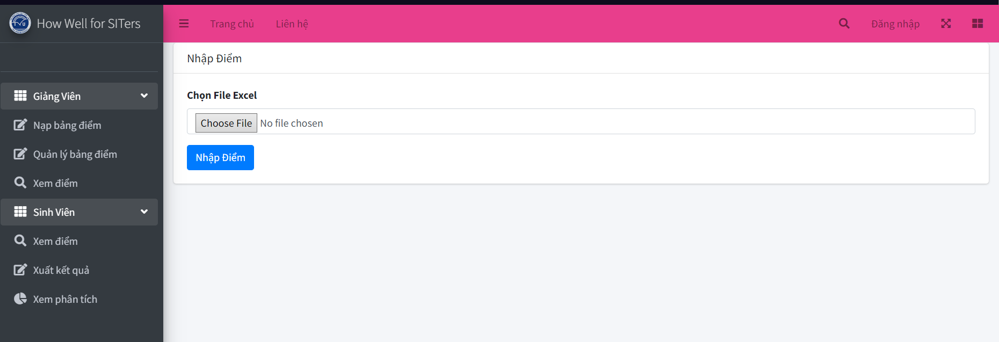 How Well for SITers
Trang chủ
Liên hệ
Đăng nhập
Giảng Viên
Nạp bảng điểm
Quản lý bảng điểm
Xem điểm
Sinh Viên
Xem điểm
Xuất kết quả
Xem phân tích
Nhập Điểm
Chọn File Excel
Choose File No file chosen
Nhập Điểm